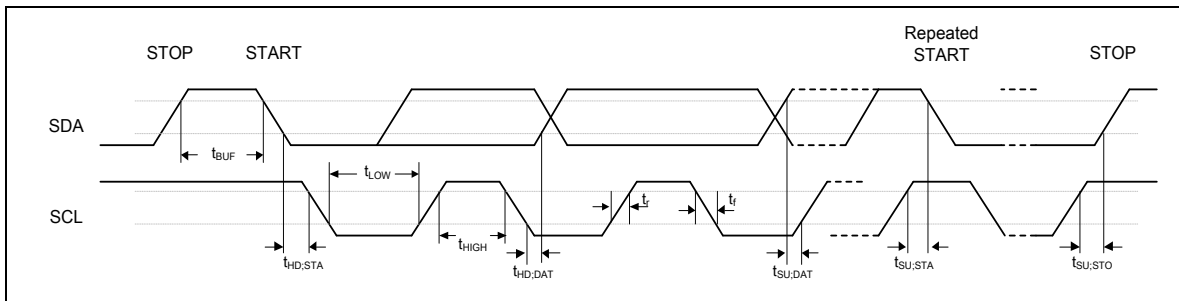 STOP
START
Repeated
START
STOP
SDA
tBUF
tLOW
SCL
tr
tf
tHIGH
tHD;STA
tHD;DAT
tSU;DAT
tSU;STA
tSU;STO